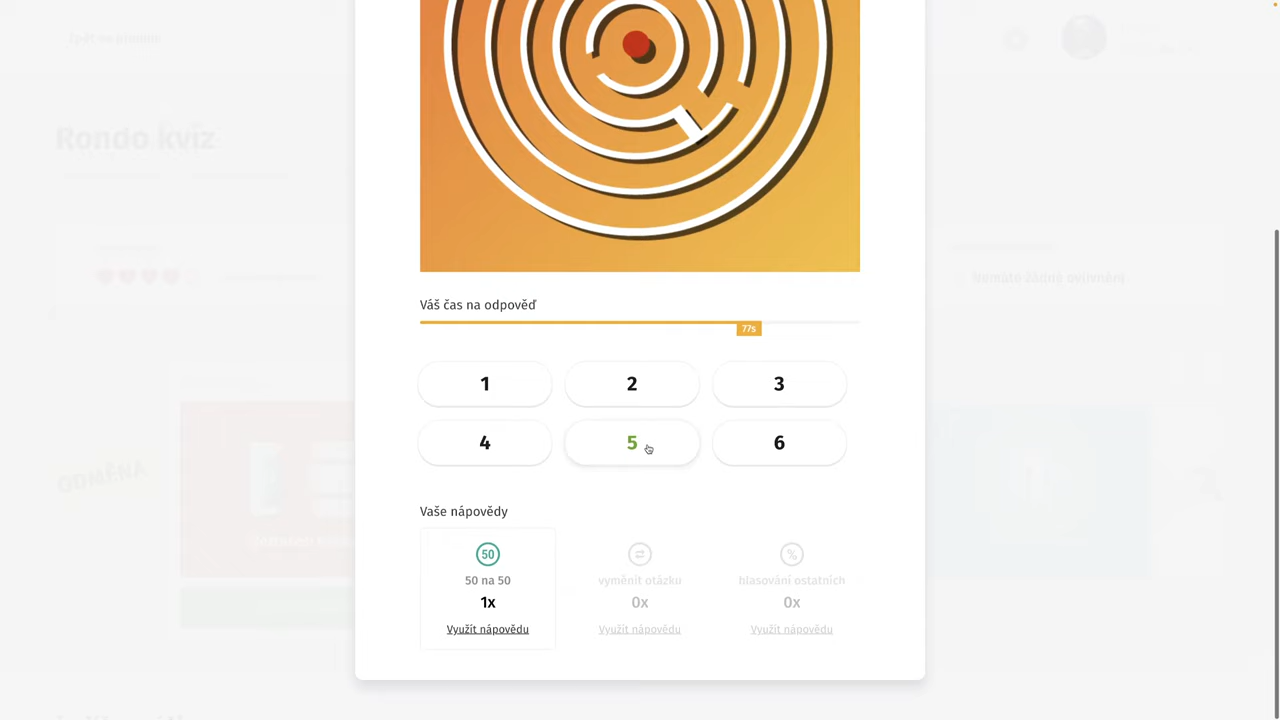 Rondo kvíz
ODMĚNA
Váš čas na odpověď
77s
1
2
3
4
5
6
Vaše nápovědy
50
%
50 na 50
vyměnit otázku
hlasování ostatních
1x
0x
0x
Využít nápovědu
Využít nápovědu
Využít nápovědu